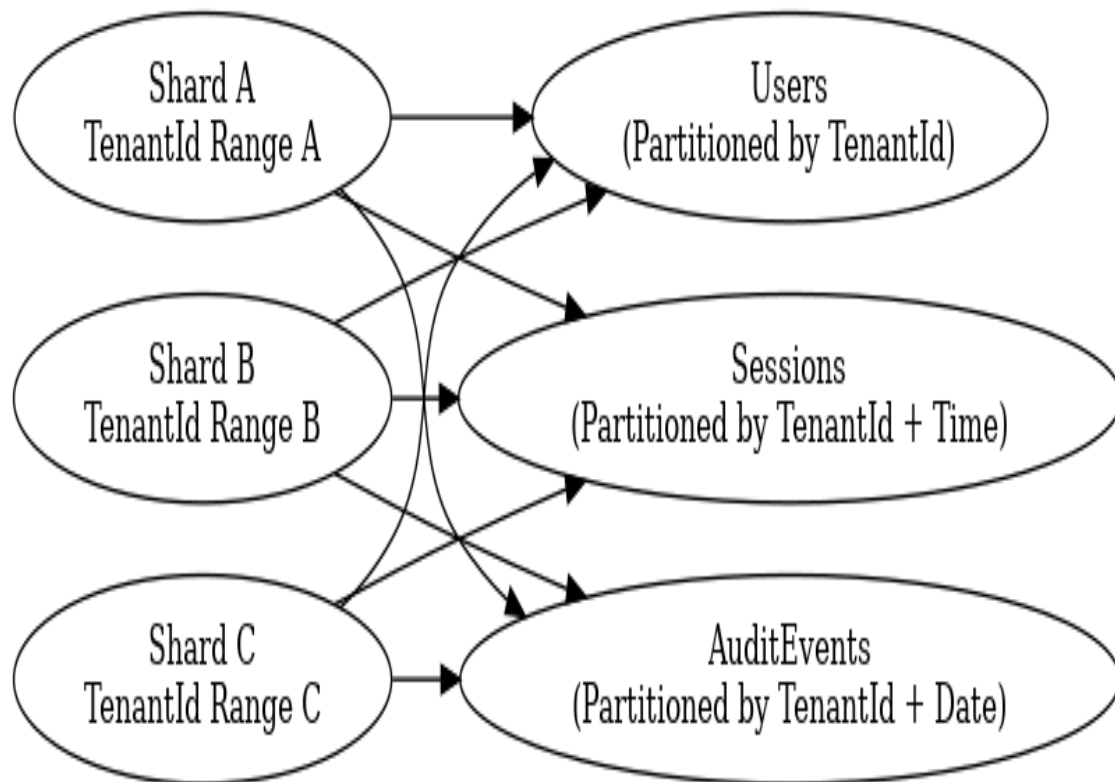 Shard A
TenantId Range A
Users
(Partitioned by TenantId)
Shard B
TenantId Range B
Sessions
(Partitioned by TenantId + Time)
Shard C
TenantId Range C
AuditEvents
(Partitioned by TenantId + Date)